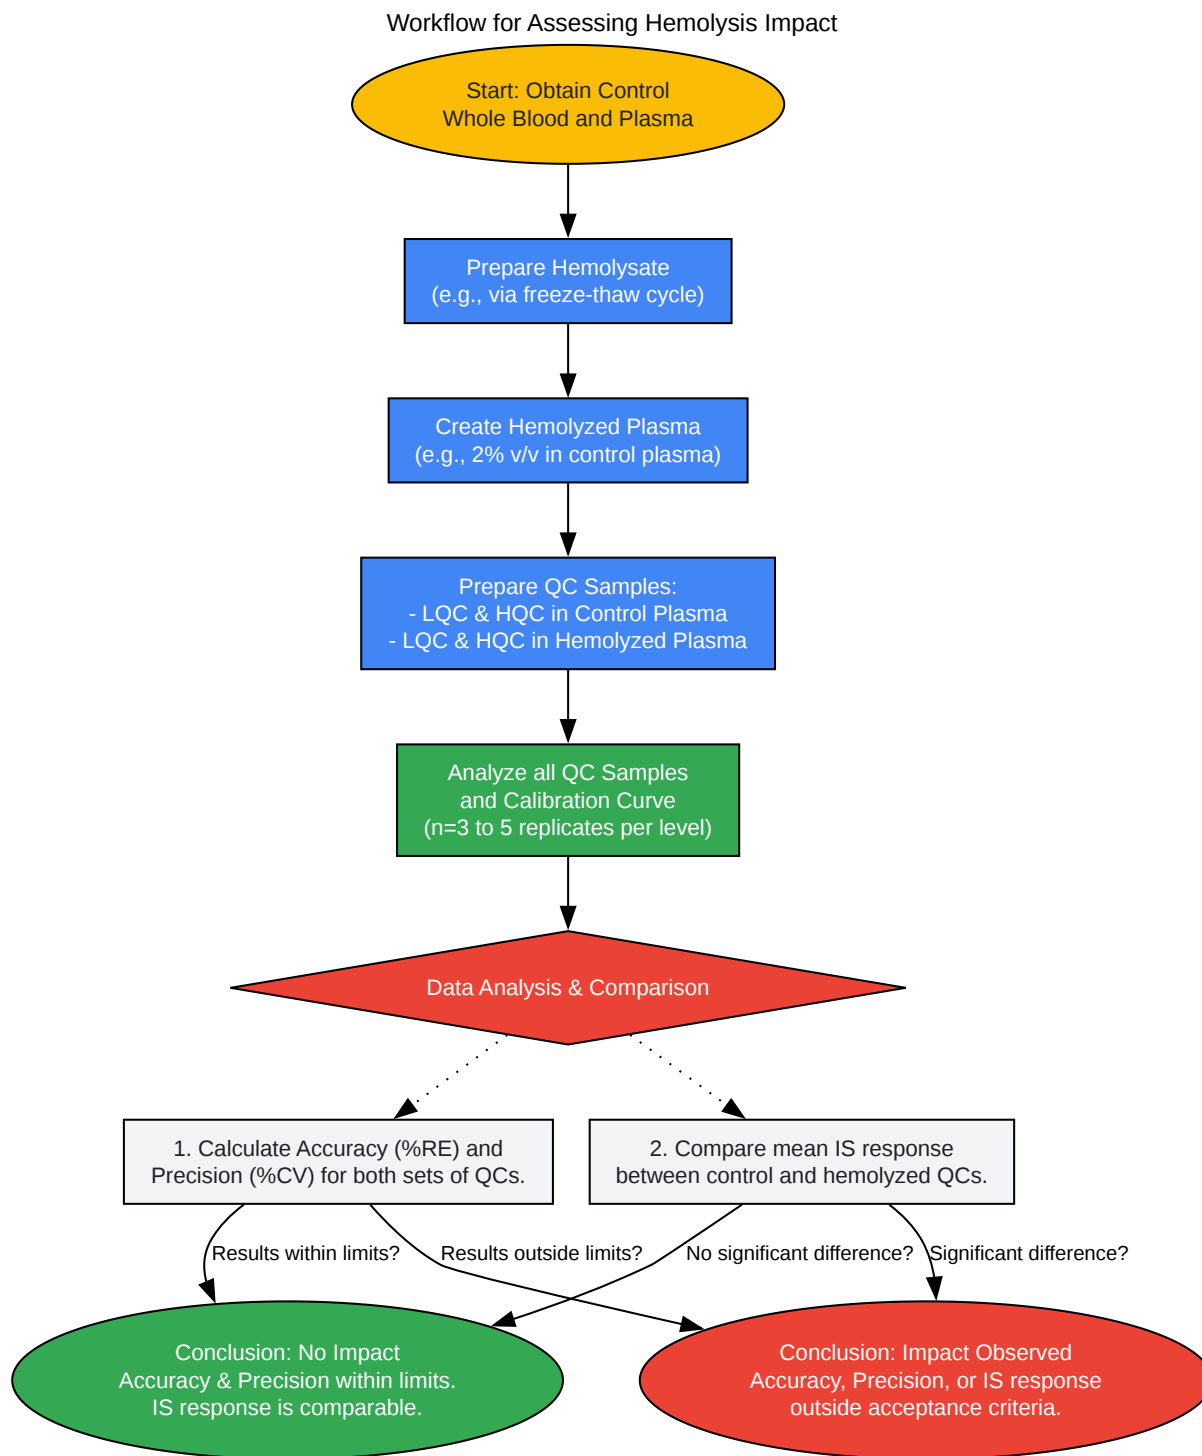 Workflow for Assessing Hemolysis Impact
Start: Obtain Control
Whole Blood and Plasma
Prepare Hemolysate
(e.g., via freeze-thaw cycle)
Create Hemolyzed Plasma
(e.g., 2% v/v in control plasma)
Prepare QC Samples:
- LQC & HQC in Control Plasma
- LQC & HQC in Hemolyzed Plasma
Analyze all QC Samples
and Calibration Curve
(n=3 to 5 replicates per level)
Data Analysis & Comparison
1. Calculate Accuracy (%RE) and
Precision (%CV) for both sets of QCs.
2. Compare mean IS response
between control and hemolyzed QCs.
Results within limits?
Results outside limits?
No significant difference?
Significant difference?
Conclusion: No Impact
Accuracy & Precision within limits.
IS response is comparable.
Conclusion: Impact Observed
Accuracy, Precision, or IS response
outside acceptance criteria.